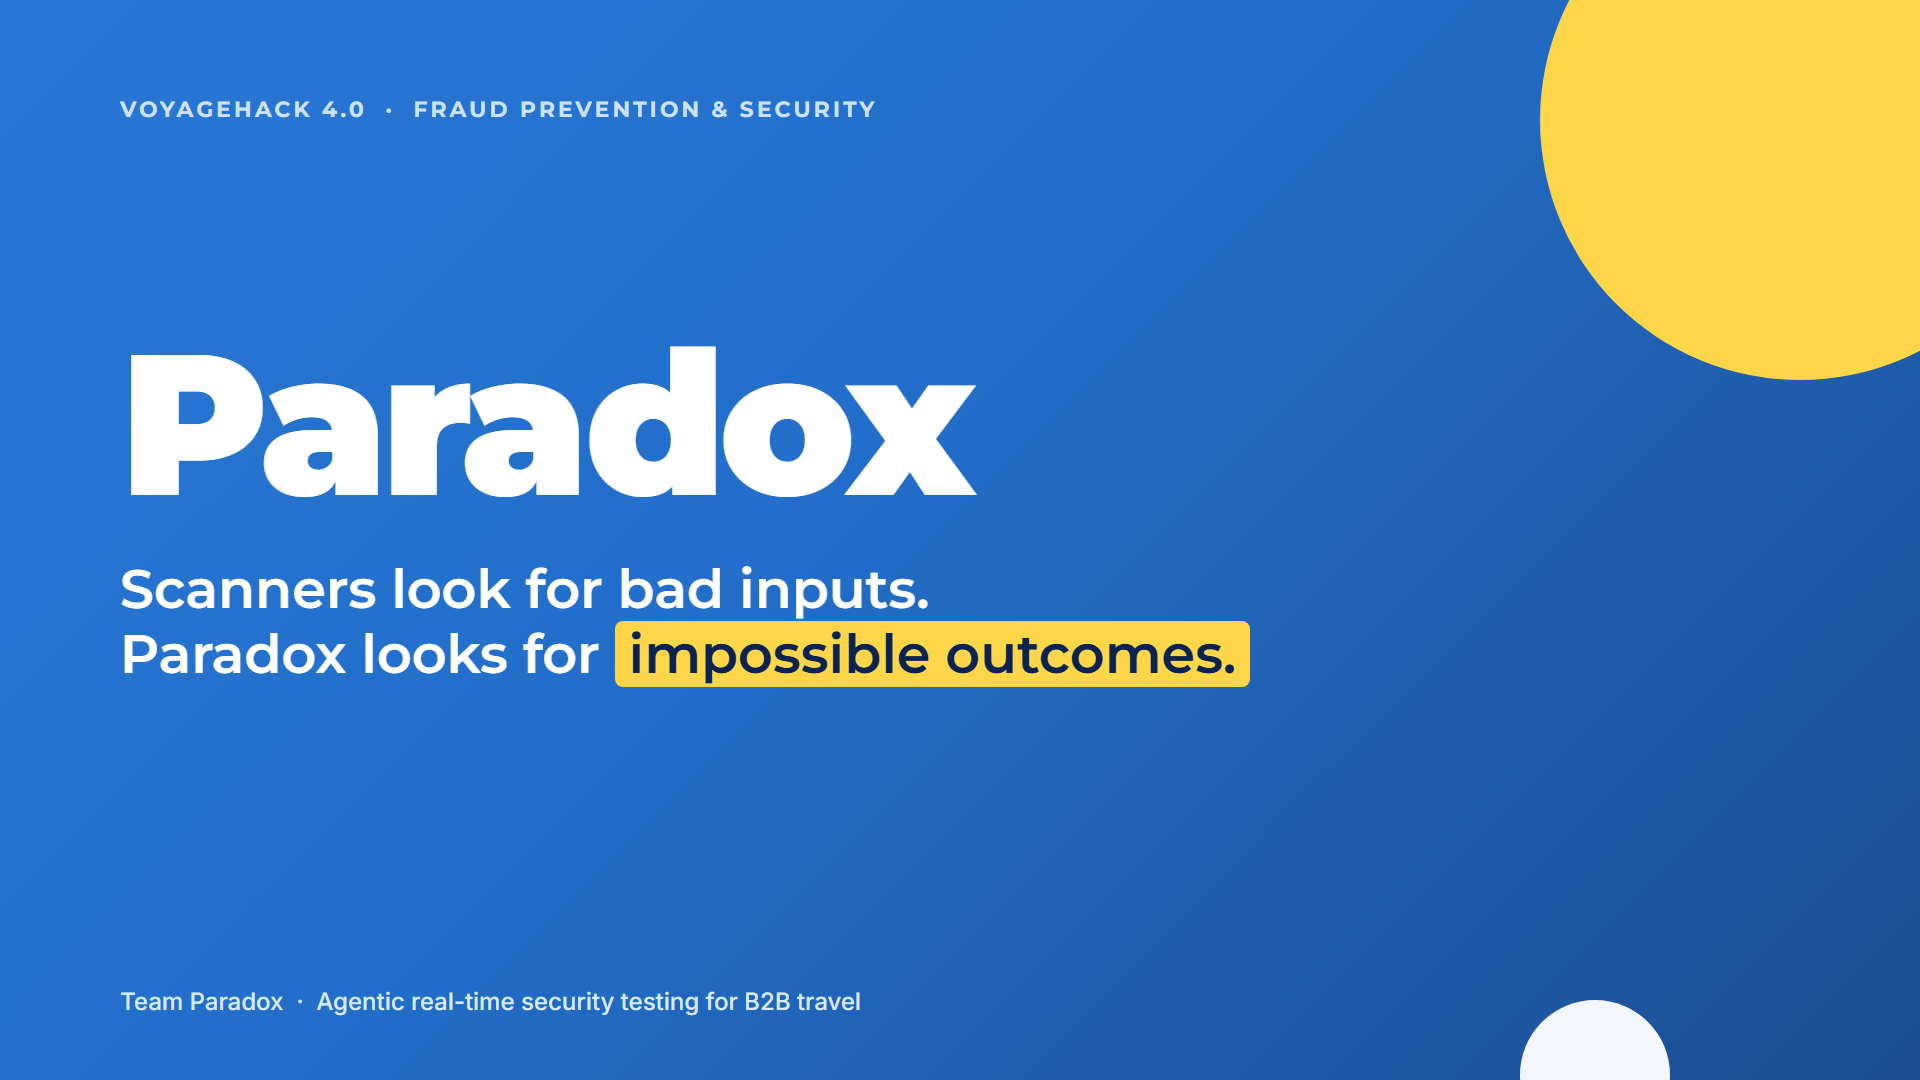 VOYAGEHACK 4.0 · FRAUD PREVENTION & SECURITY
Paradox
Scanners look for bad inputs.
Paradox looks for impossible outcomes.
Team Paradox · Agentic real-time security testing for B2B travel